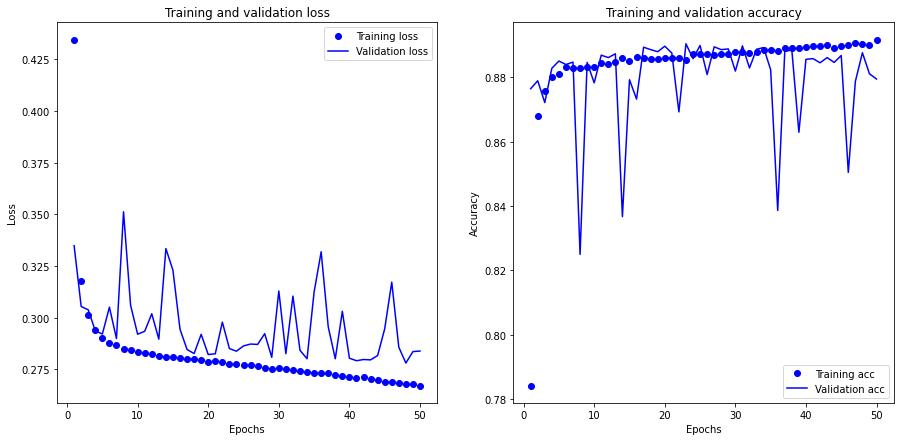 Training and validation loss
Training loss
Validation loss
0.425
0.400
0.375
0.350
0.325
0.300
0.275
Loss
0 10 20 30 40 50
Epochs
Training and validation accuracy
0.88
0.86
0.84
0.82
0.80
0.78
Accuracy
Training acc
Validation acc
0 10 20 30 40 50
Epochs